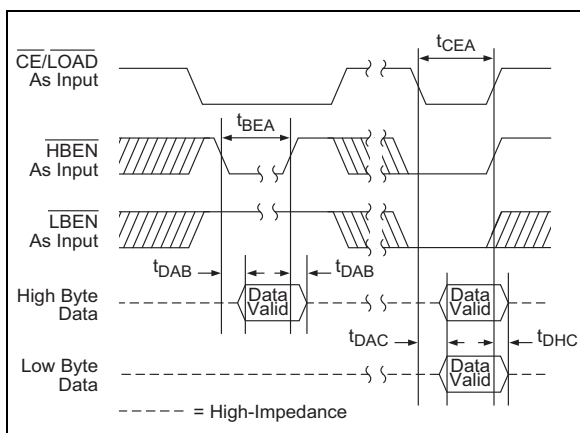 CE/LOAD
As Input
tCEA
tBEA
HBEN
As Input
LBEN
As Input
tDAB
tDAB
High Byte
Data
Data
Valid
Data
Valid
tDAC
tDHC
Low Byte
Data
Data
Valid
= High-Impedance